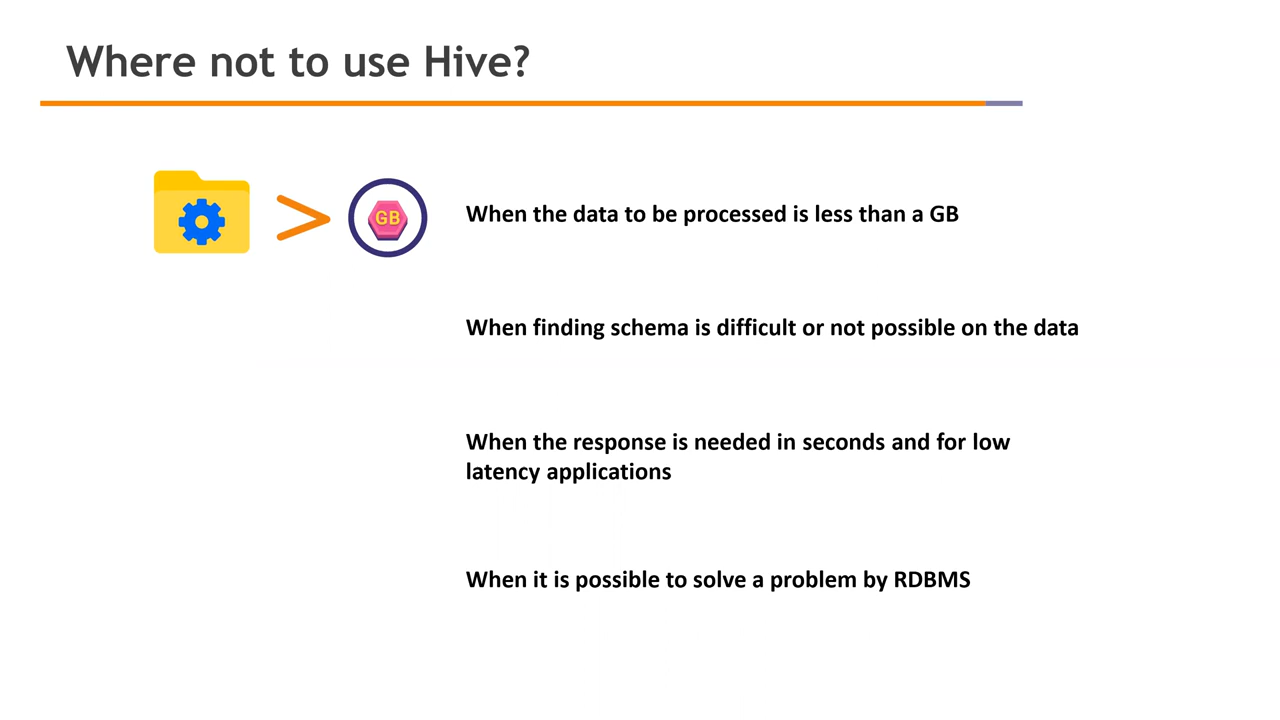 Where not to use Hive?
GB
When the data to be processed is less than a GB
When finding schema is difficult or not possible on the data
When the response is needed in seconds and for low
latency applications
When it is possible to solve a problem by RDBMS